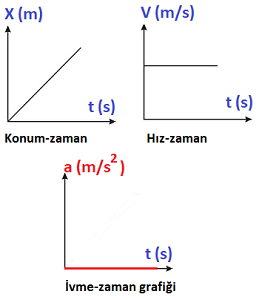 X (m)
t (s)
Konum-zaman
V (m/s)
t (s)
Hız-zaman
a (m/s²)
t (s)
İvme-zaman grafiği